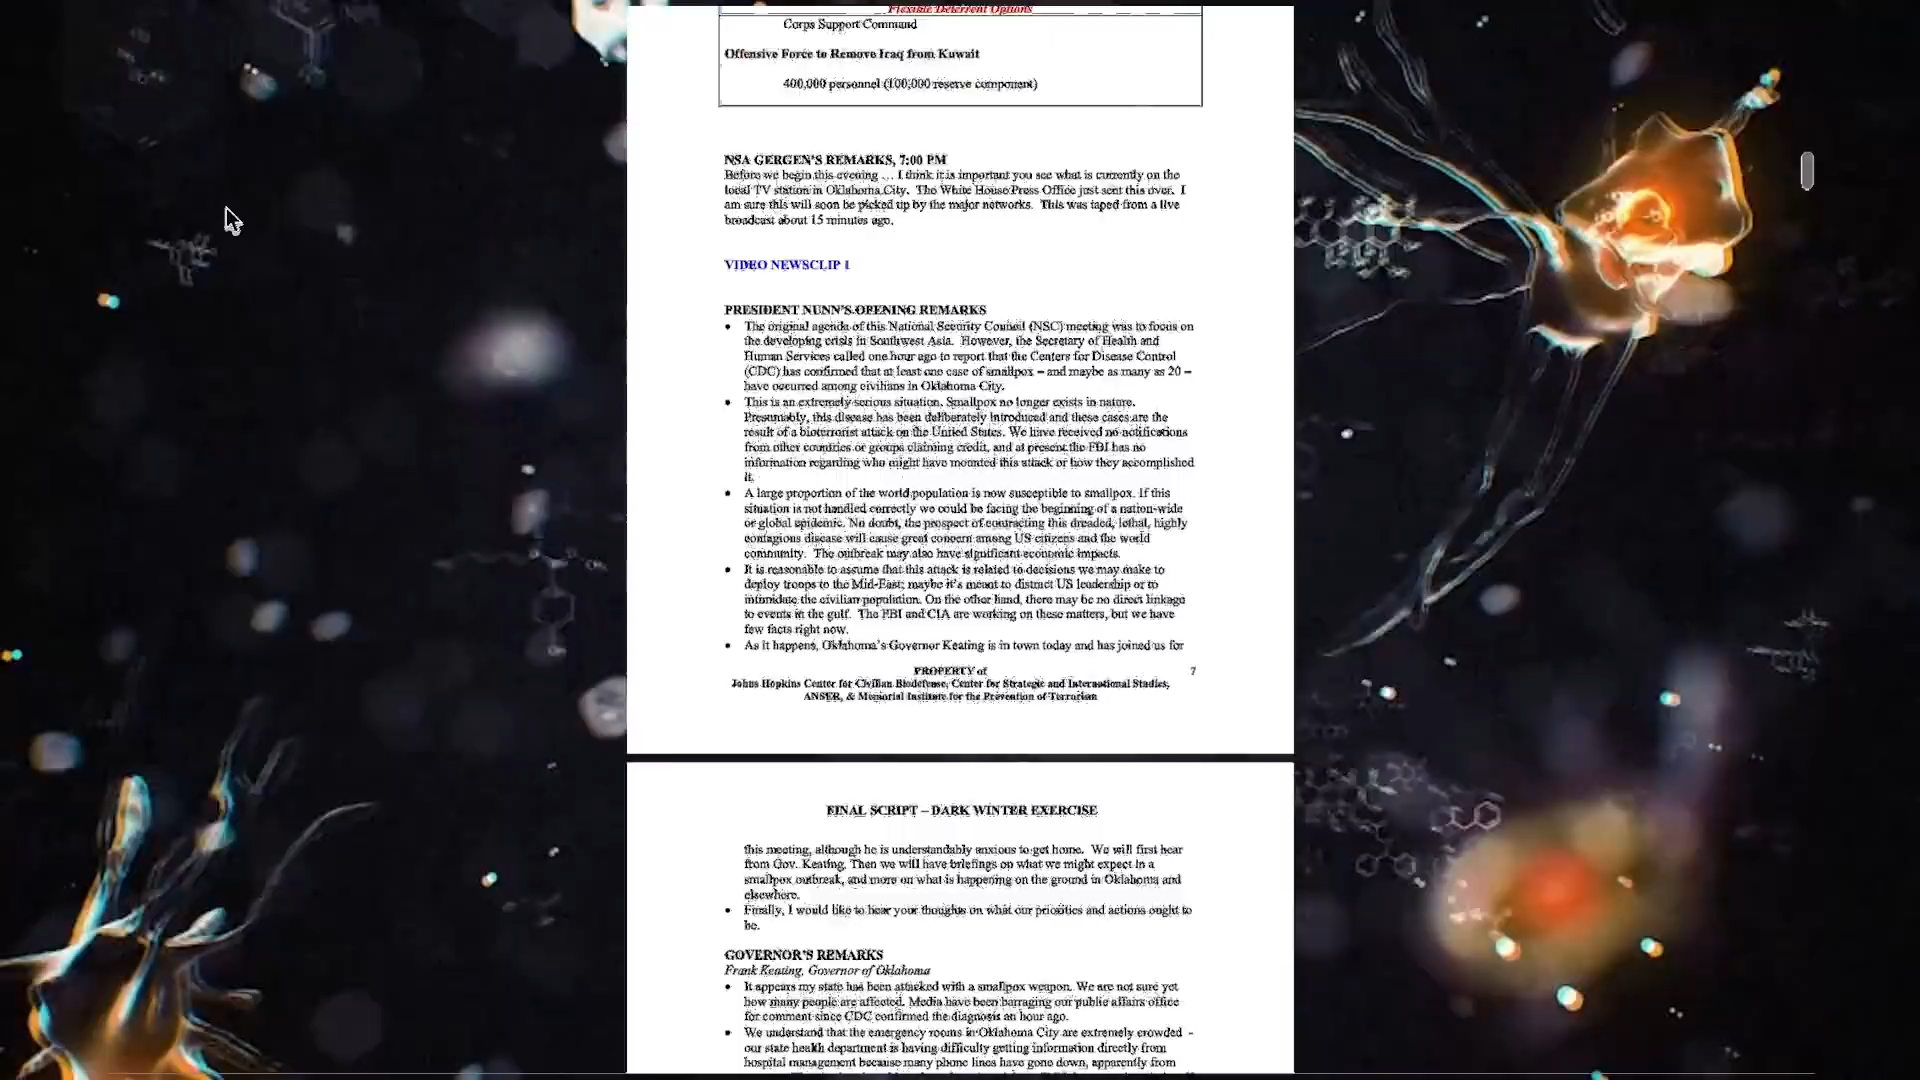 Flexible Deterrent Options
Corps Support Command
Offensive Force to Remove Iraq from Kuwait
400,000 personnel (100,000 reserve component)
NSA GERGEN'S REMARKS, 7:00 PM
Before we begin this evening … I think it is important you see what is currently on the
local TV station in Oklahoma City. The White House Press Office just sent this over. I
am sure this will soon be picked up by the major networks. This was taped from a live
broadcast about 15 minutes ago.
VIDEO NEWSCLIP 1
PRESIDENT NUNN'S OPENING REMARKS
• The original agenda of this National Security Council (NSC) meeting was to focus on
the developing crisis in Southwest Asia. However, the Secretary of Health and
Human Services called one hour ago to report that the Centers for Disease Control
(CDC) has confirmed that at least one case of smallpox – and maybe as many as 20 –
have occurred among civilians in Oklahoma City.
• This is an extremely serious situation. Smallpox no longer exists in nature.
Presumably, this disease has been deliberately introduced and these cases are the
result of a bioterrorist attack on the United States. We have received no notifications
from other countries or groups claiming credit, and at present the FBI has no
information regarding who might have mounted this attack or how they accomplished
it.
• A large proportion of the world population is now susceptible to smallpox. If this
situation is not handled correctly we could be facing the beginning of a nation-wide
or global epidemic. No doubt, the prospect of contracting this dreaded, lethal, highly
contagious disease will cause great concern among US citizens and the world
community. The outbreak may also have significant economic impacts.
• It is reasonable to assume that this attack is related to decisions we may make to
deploy troops to the Mid-East; maybe it's meant to distract US leadership or to
intimidate the civilian population. On the other hand, there may be no direct linkage
to events in the gulf. The FBI and CIA are working on these matters, but we have
few facts right now.
• As it happens, Oklahoma's Governor Keating is in town today and has joined us for
PROPERTY of 7
Johns Hopkins Center for Civilian Biodefense, Center for Strategic and International Studies,
ANSER, & Memorial Institute for the Prevention of Terrorism
FINAL SCRIPT – DARK WINTER EXERCISE
this meeting, although he is understandably anxious to get home. We will first hear
from Gov. Keating. Then we will have briefings on what we might expect in a
smallpox outbreak, and more on what is happening on the ground in Oklahoma and
elsewhere.
• Finally, I would like to hear your thoughts on what our priorities and actions ought to
be.
GOVERNOR'S REMARKS
Frank Keating, Governor of Oklahoma
• It appears my state has been attacked with a smallpox weapon. We are not sure yet
how many people are affected. Media have been barraging our public affairs office
for comment since CDC confirmed the diagnosis an hour ago.
• We understand that the emergency rooms in Oklahoma City are extremely crowded -
our state health department is having difficulty getting information directly from
hospital management because many phone lines have gone down, apparently from